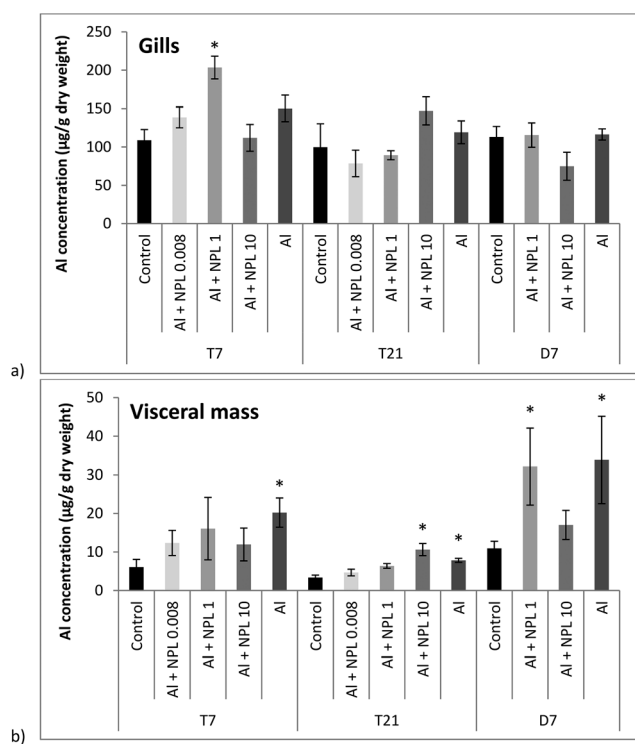 Gills
*
Al concentration (µg/g dry weight)
250
200
150
100
50
0
Control
Al + NPL 0.008
Al + NPL 1
Al + NPL 10
Al
Control
Al + NPL 0.008
Al + NPL 1
Al + NPL 10
Al
Control
Al + NPL 1
Al + NPL 10
Al
T7 T21 D7
a)
Visceral mass
* * * * *
Al concentration (µg/g dry weight)
50
40
30
20
10
0
Control
Al + NPL 0.008
Al + NPL 1
Al + NPL 10
Al
Control
Al + NPL 0.008
Al + NPL 1
Al + NPL 10
Al
Control
Al + NPL 1
Al + NPL 10
Al
T7 T21 D7
b)